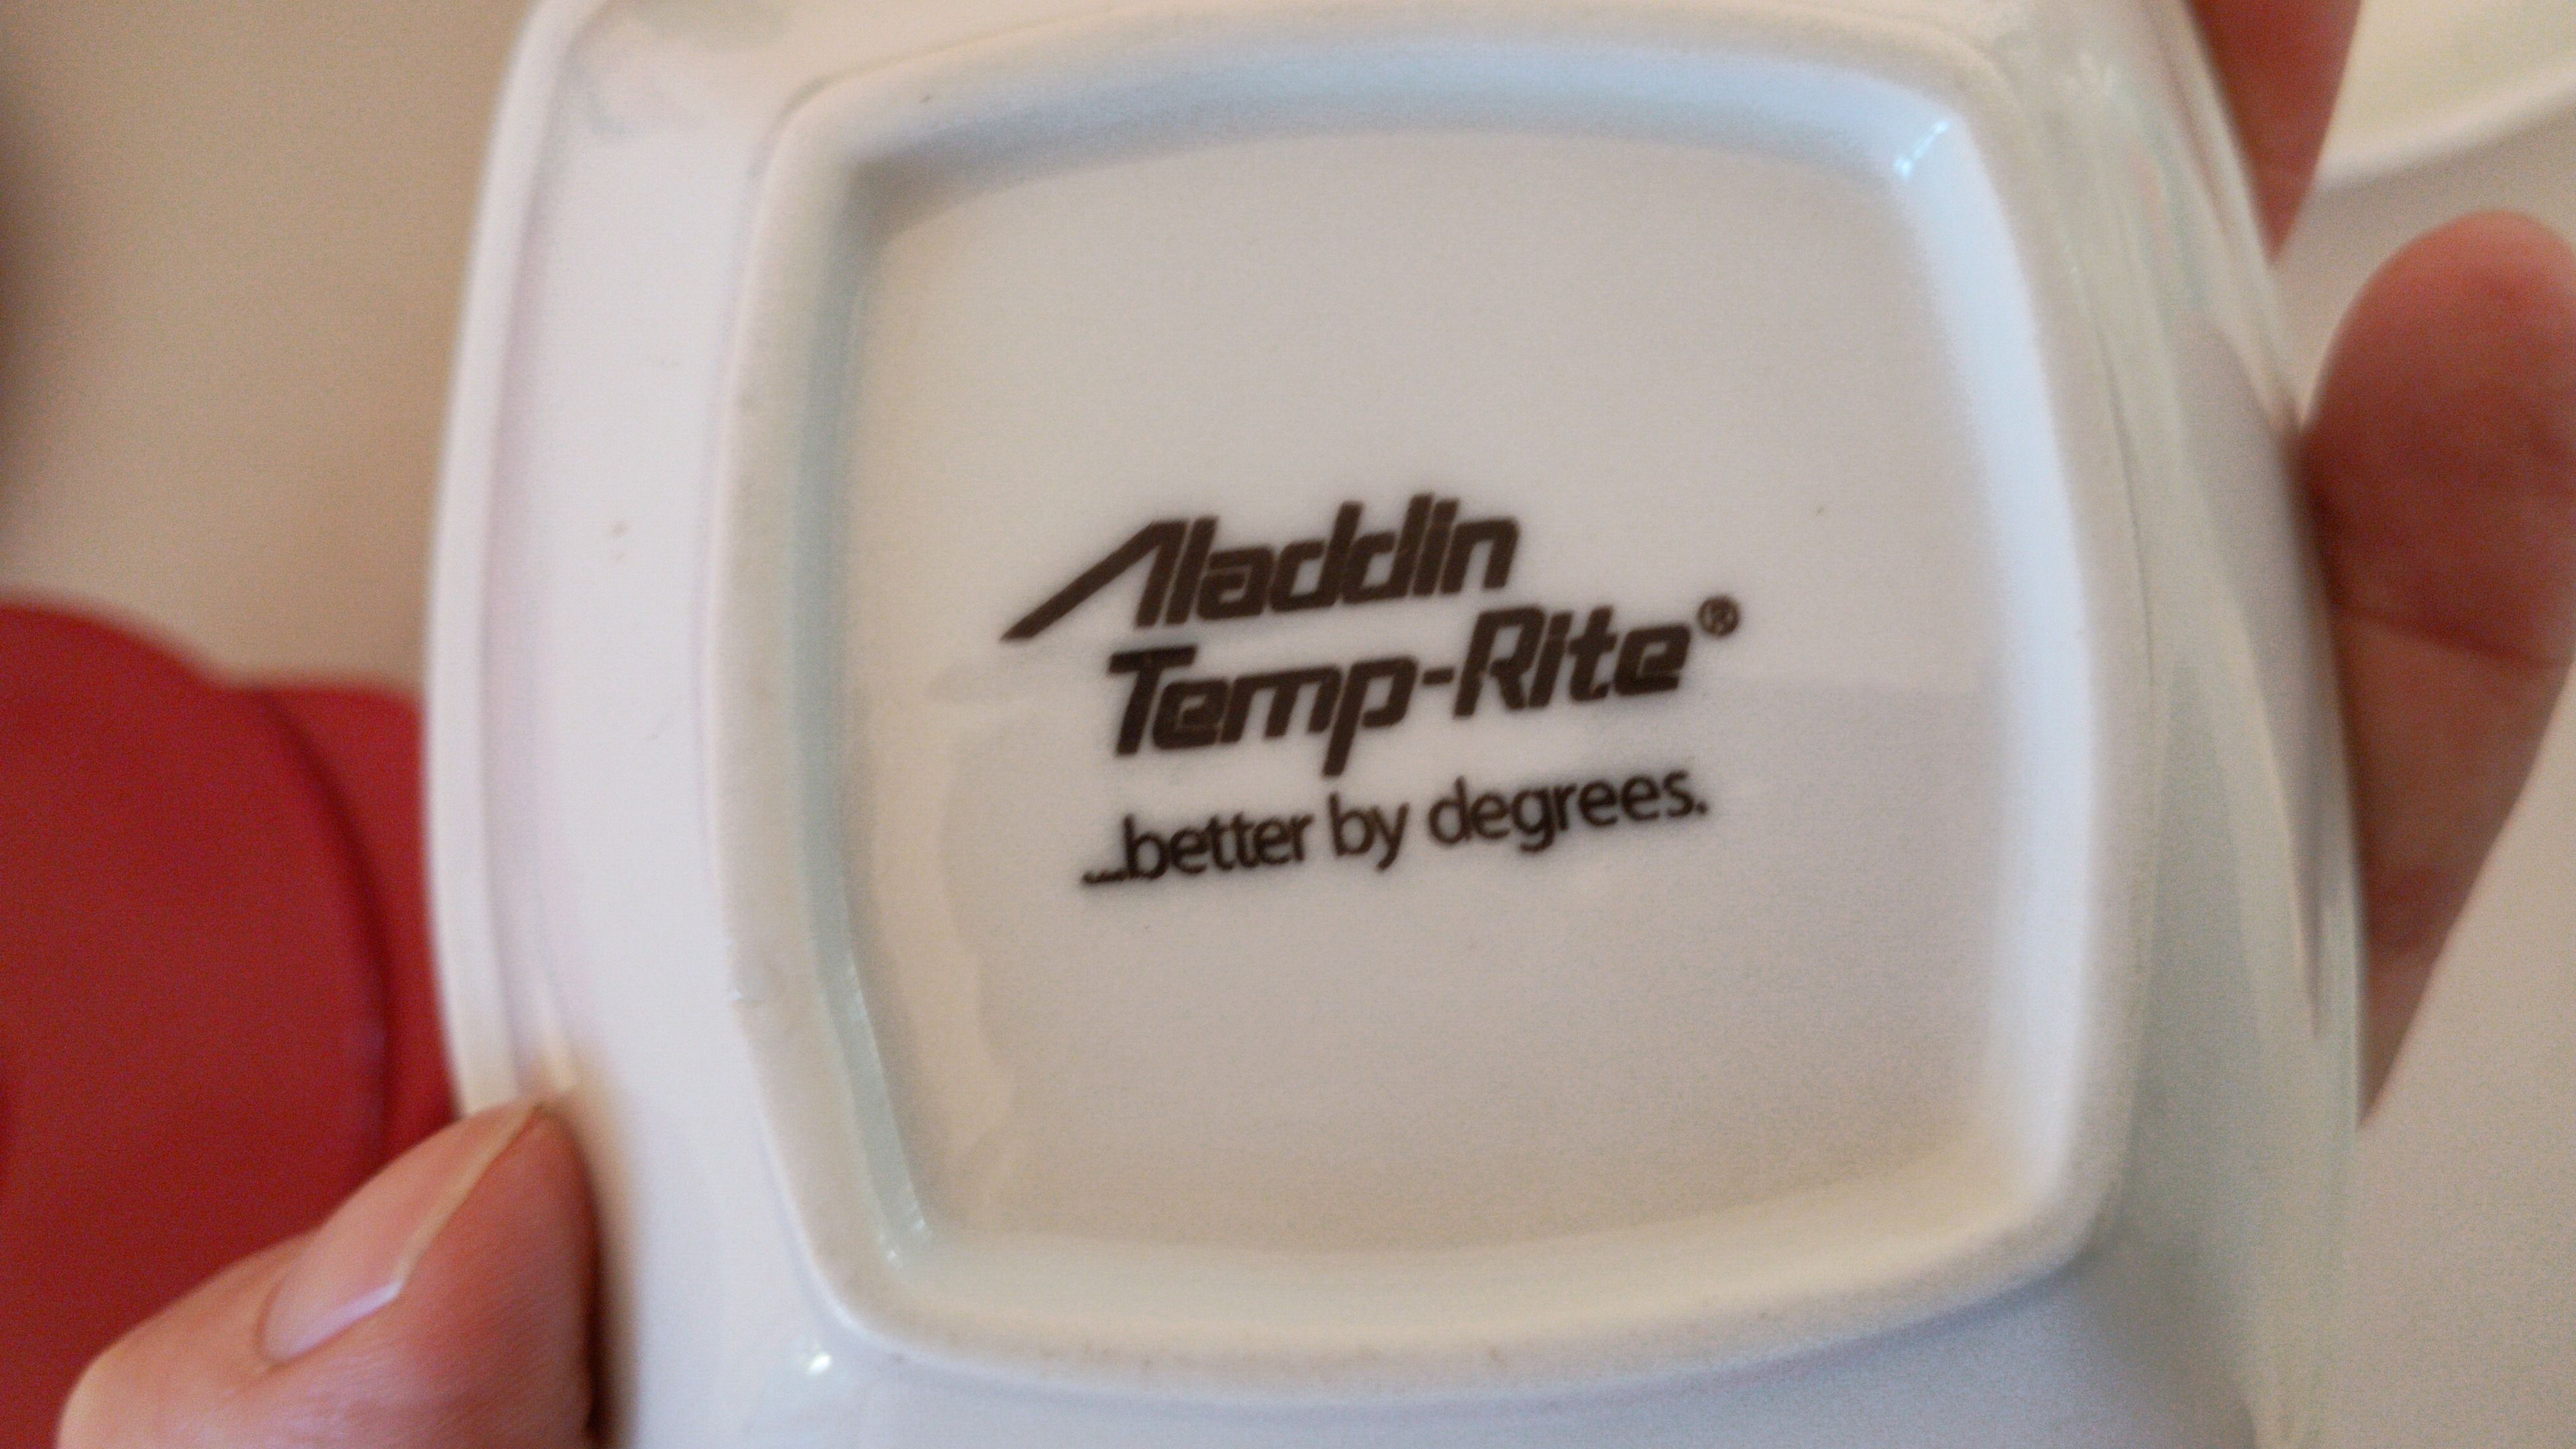 Aladdin
Temp-Rite®
...better by degrees.